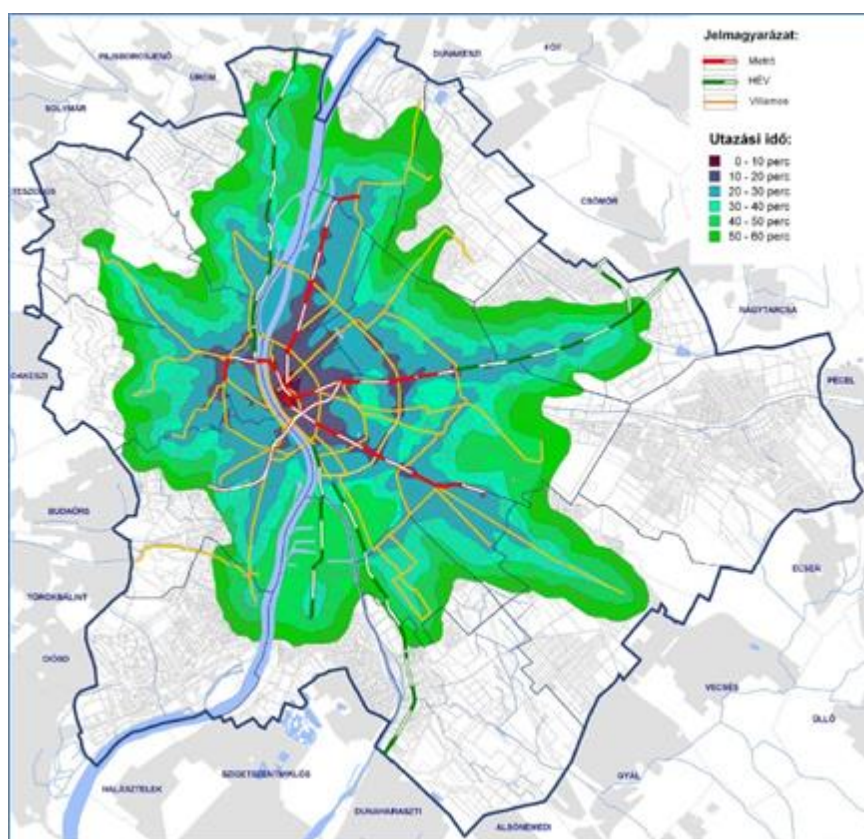 Jelmagyarázat:
Metró
HÉV
Villamos
Utazási idő:
0 - 10 perc
10 - 20 perc
20 - 30 perc
30 - 40 perc
40 - 50 perc
50 - 60 perc
PILISBOROSJENŐ
ÜRÖM
DUNAKESZI
FÓT
SOLYMÁR
CSÖMÖR
NAGYTARCSA
PÉCEL
BUDAÖRS
ECSER
TÖRÖKBÁLINT
DIÓSD
VECSÉS
ÜLLŐ
GYÁL
SZIGETSZENTMIKLÓS
HALÁSZTELEK
DUNAHARASZTI
ALSÓNÉMEDI